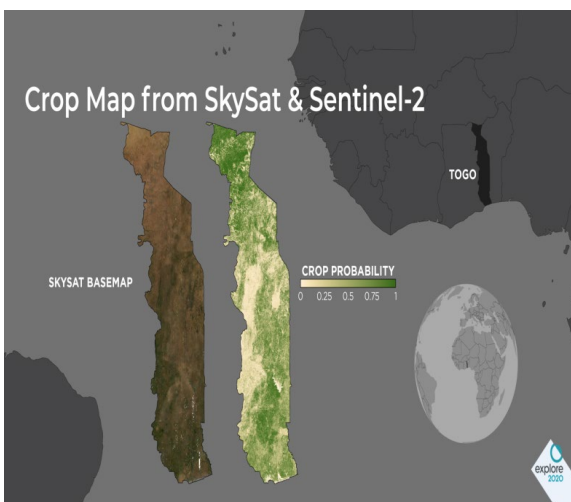 Crop Map from SkySat & Sentinel-2
TOGO
SKYSAT BASEMAP
CROP PROBABILITY
0 0.25 0.5 0.75 1
explore
2020